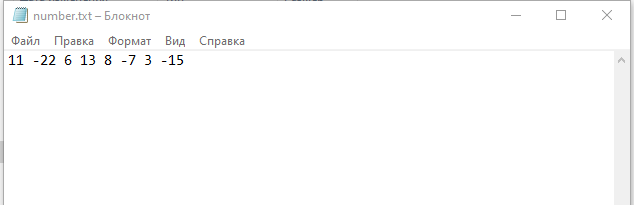 number.txt – Блокнот
Файл Правка Формат Вид Справка
11 -22 6 13 8 -7 3 -15